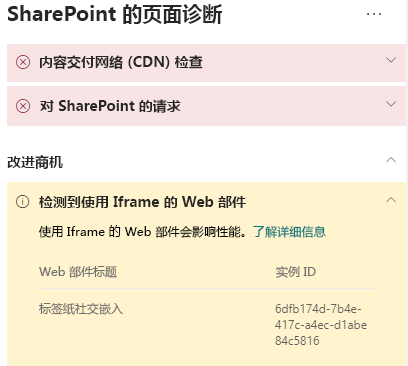 SharePoint 的页面诊断
内容交付网络 (CDN) 检查
对 SharePoint 的请求
改进商机
检测到使用 Iframe 的 Web 部件
使用 Iframe 的 Web 部件会影响性能。了解详细信息
Web 部件标题 实例 ID
标签纸社交嵌入 6dfb174d-7b4e-
417c-a4ec-d1abe
84c5816